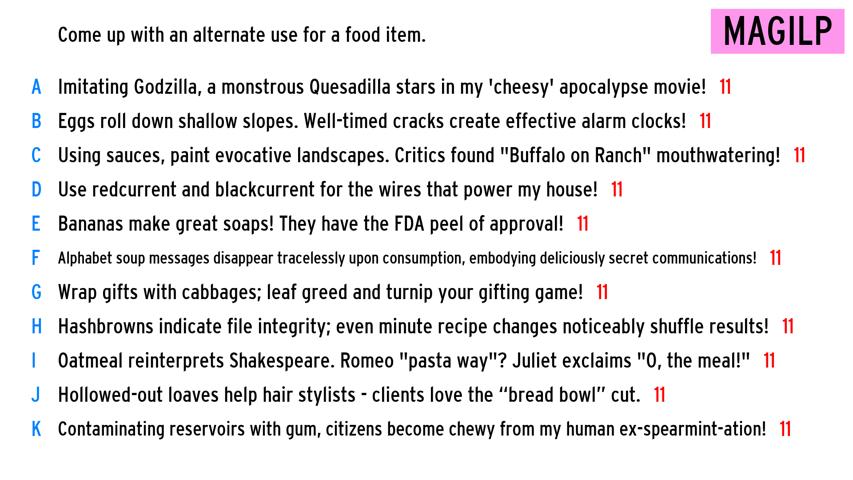 Come up with an alternate use for a food item.
MAGILP
A Imitating Godzilla, a monstrous Quesadilla stars in my 'cheesy' apocalypse movie! 11
B Eggs roll down shallow slopes. Well-timed cracks create effective alarm clocks! 11
C Using sauces, paint evocative landscapes. Critics found "Buffalo on Ranch" mouthwatering! 11
D Use redcurrent and blackcurrent for the wires that power my house! 11
E Bananas make great soaps! They have the FDA peel of approval! 11
F Alphabet soup messages disappear tracelessly upon consumption, embodying deliciously secret communications! 11
G Wrap gifts with cabbages; leaf greed and turnip your gifting game! 11
H Hashbrowns indicate file integrity; even minute recipe changes noticeably shuffle results! 11
I Oatmeal reinterprets Shakespeare. Romeo "pasta way"? Juliet exclaims "O, the meal!" 11
J Hollowed-out loaves help hair stylists - clients love the “bread bowl” cut. 11
K Contaminating reservoirs with gum, citizens become chewy from my human ex-spearmint-ation! 11